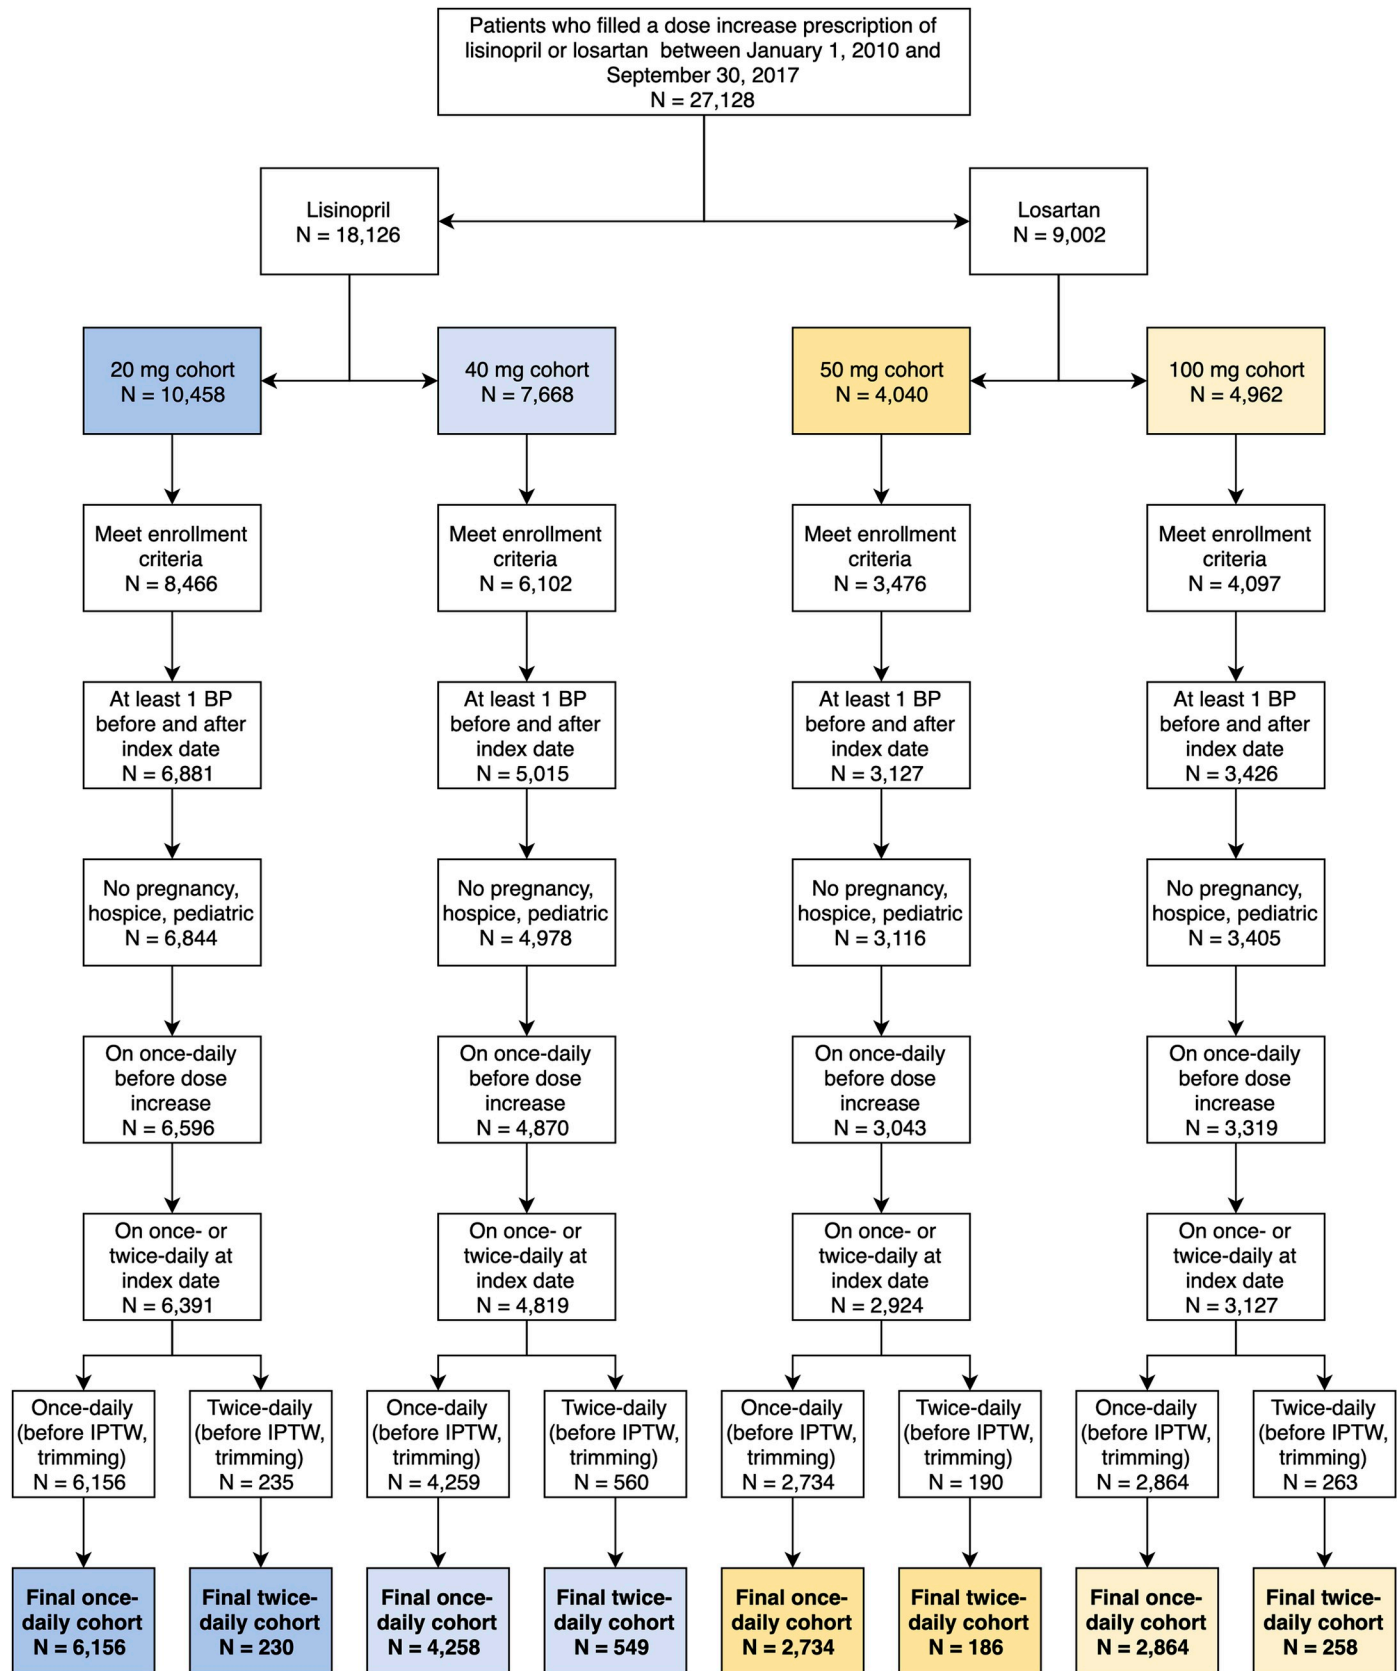 Patients who filled a dose increase prescription of
lisinopril or losartan between January 1, 2010 and
September 30, 2017
N = 27,128
Lisinopril
N = 18,126
Losartan
N = 9,002
20 mg cohort
N = 10,458
40 mg cohort
N = 7,668
50 mg cohort
N = 4,040
100 mg cohort
N = 4,962
Meet enrollment
criteria
N = 8,466
Meet enrollment
criteria
N = 6,102
Meet enrollment
criteria
N = 3,476
Meet enrollment
criteria
N = 4,097
At least 1 BP
before and after
index date
N = 6,881
At least 1 BP
before and after
index date
N = 5,015
At least 1 BP
before and after
index date
N = 3,127
At least 1 BP
before and after
index date
N = 3,426
No pregnancy,
hospice, pediatric
N = 6,844
No pregnancy,
hospice, pediatric
N = 4,978
No pregnancy,
hospice, pediatric
N = 3,116
No pregnancy,
hospice, pediatric
N = 3,405
On once-daily
before dose
increase
N = 6,596
On once-daily
before dose
increase
N = 4,870
On once-daily
before dose
increase
N = 3,043
On once-daily
before dose
increase
N = 3,319
On once- or
twice-daily at
index date
N = 6,391
On once- or
twice-daily at
index date
N = 4,819
On once- or
twice-daily at
index date
N = 2,924
On once- or
twice-daily at
index date
N = 3,127
Once-daily
(before IPTW,
trimming)
N = 6,156
Twice-daily
(before IPTW,
trimming)
N = 235
Once-daily
(before IPTW,
trimming)
N = 4,259
Twice-daily
(before IPTW,
trimming)
N = 560
Once-daily
(before IPTW,
trimming)
N = 2,734
Twice-daily
(before IPTW,
trimming)
N = 190
Once-daily
(before IPTW,
trimming)
N = 2,864
Twice-daily
(before IPTW,
trimming)
N = 263
Final once-
daily cohort
N = 6,156
Final twice-
daily cohort
N = 230
Final once-
daily cohort
N = 4,258
Final twice-
daily cohort
N = 549
Final once-
daily cohort
N = 2,734
Final twice-
daily cohort
N = 186
Final once-
daily cohort
N = 2,864
Final twice-
daily cohort
N = 258